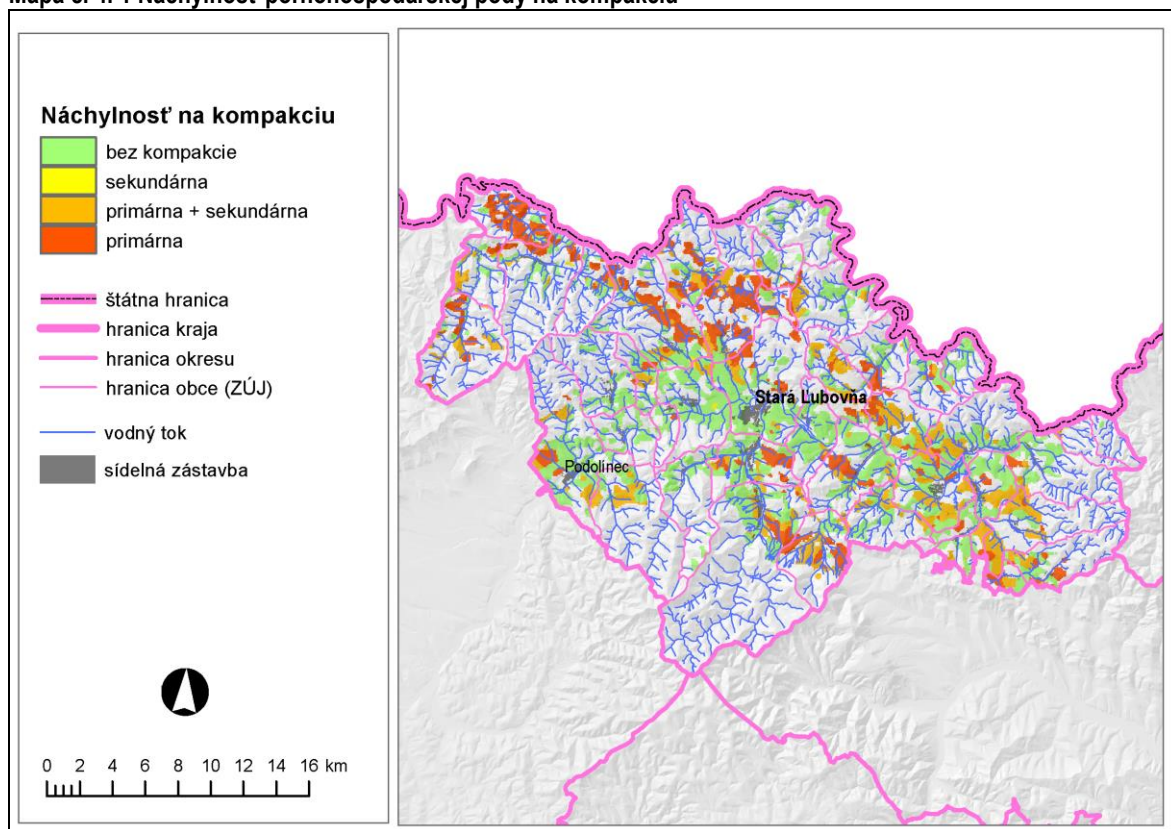 Náchylnosť na kompakciu
bez kompakcie
sekundárna
primárna + sekundárna
primárna
štátna hranica
hranica kraja
hranica okresu
hranica obce (ZÚJ)
vodný tok
sídelná zástavba
0 2 4 6 8 10 12 14 16 km
Stará Ľubovňa
Podolínec